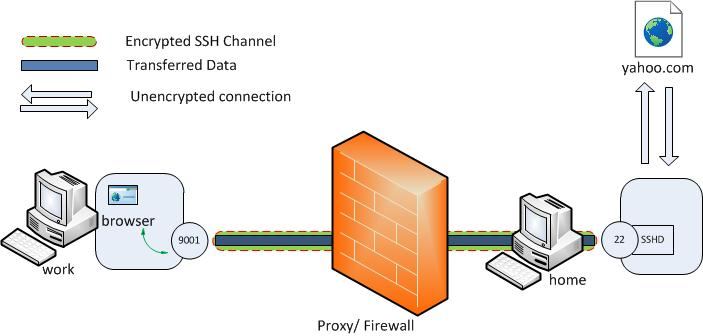 Encrypted SSH Channel
Transferred Data
Unencrypted connection
yahoo.com
browser
9001
work
22
SSHD
home
Proxy/ Firewall